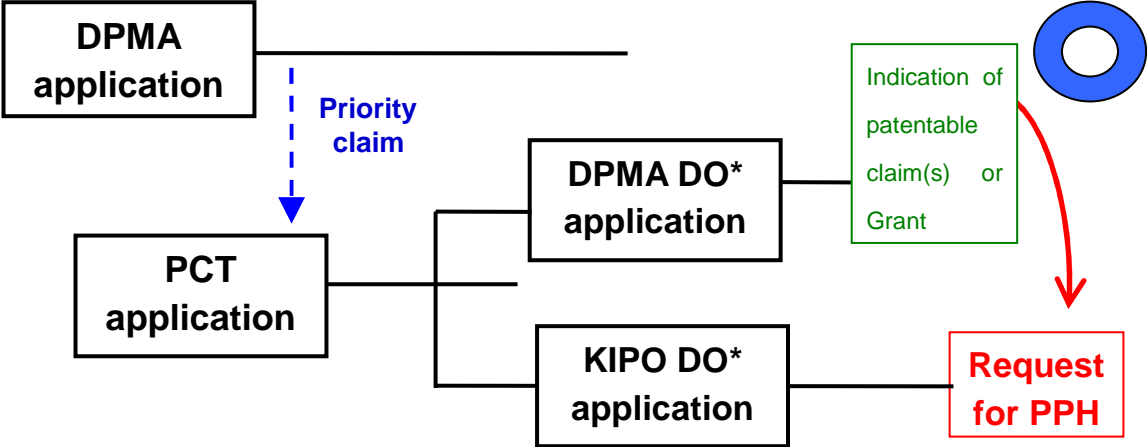 DPMA
application
Priority
claim
Indication of
patentable
claim(s) or
Grant
DPMA DO*
application
PCT
application
KIPO DO*
application
Request
for PPH